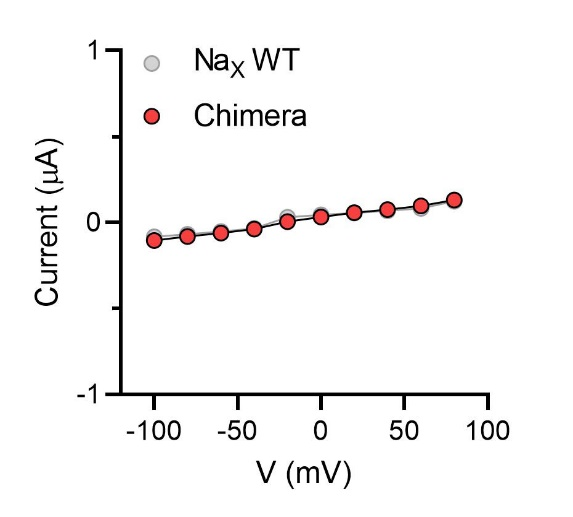 1
Na_X WT
Chimera
Current (μA)
0
-1
-100 -50 0 50 100
V (mV)